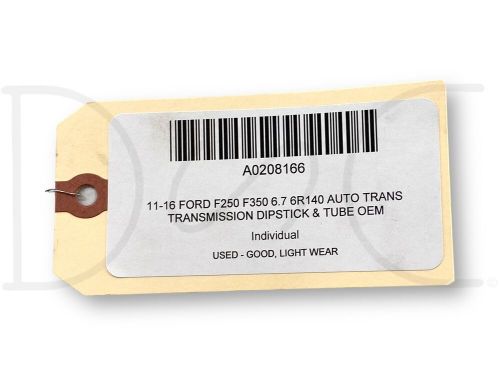 A0208166
11-16 FORD F250 F350 6.7 6R140 AUTO TRANS
TRANSMISSION DIPSTICK & TUBE OEM
Individual
USED - GOOD, LIGHT WEAR